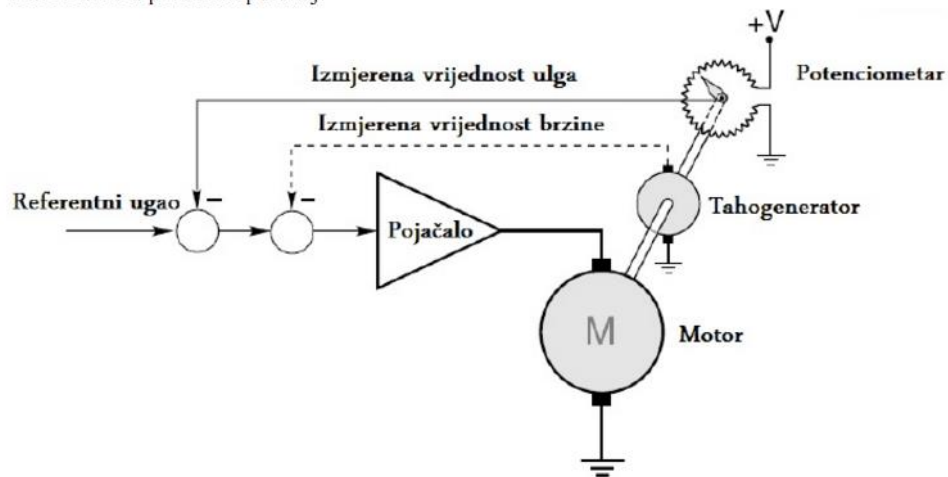 +V
Izmjerena vrijednost ulga
Potenciometar
Izmjerena vrijednost brzine
Referentni ugao
−
−
Pojačalo
Tahogenerator
M
Motor